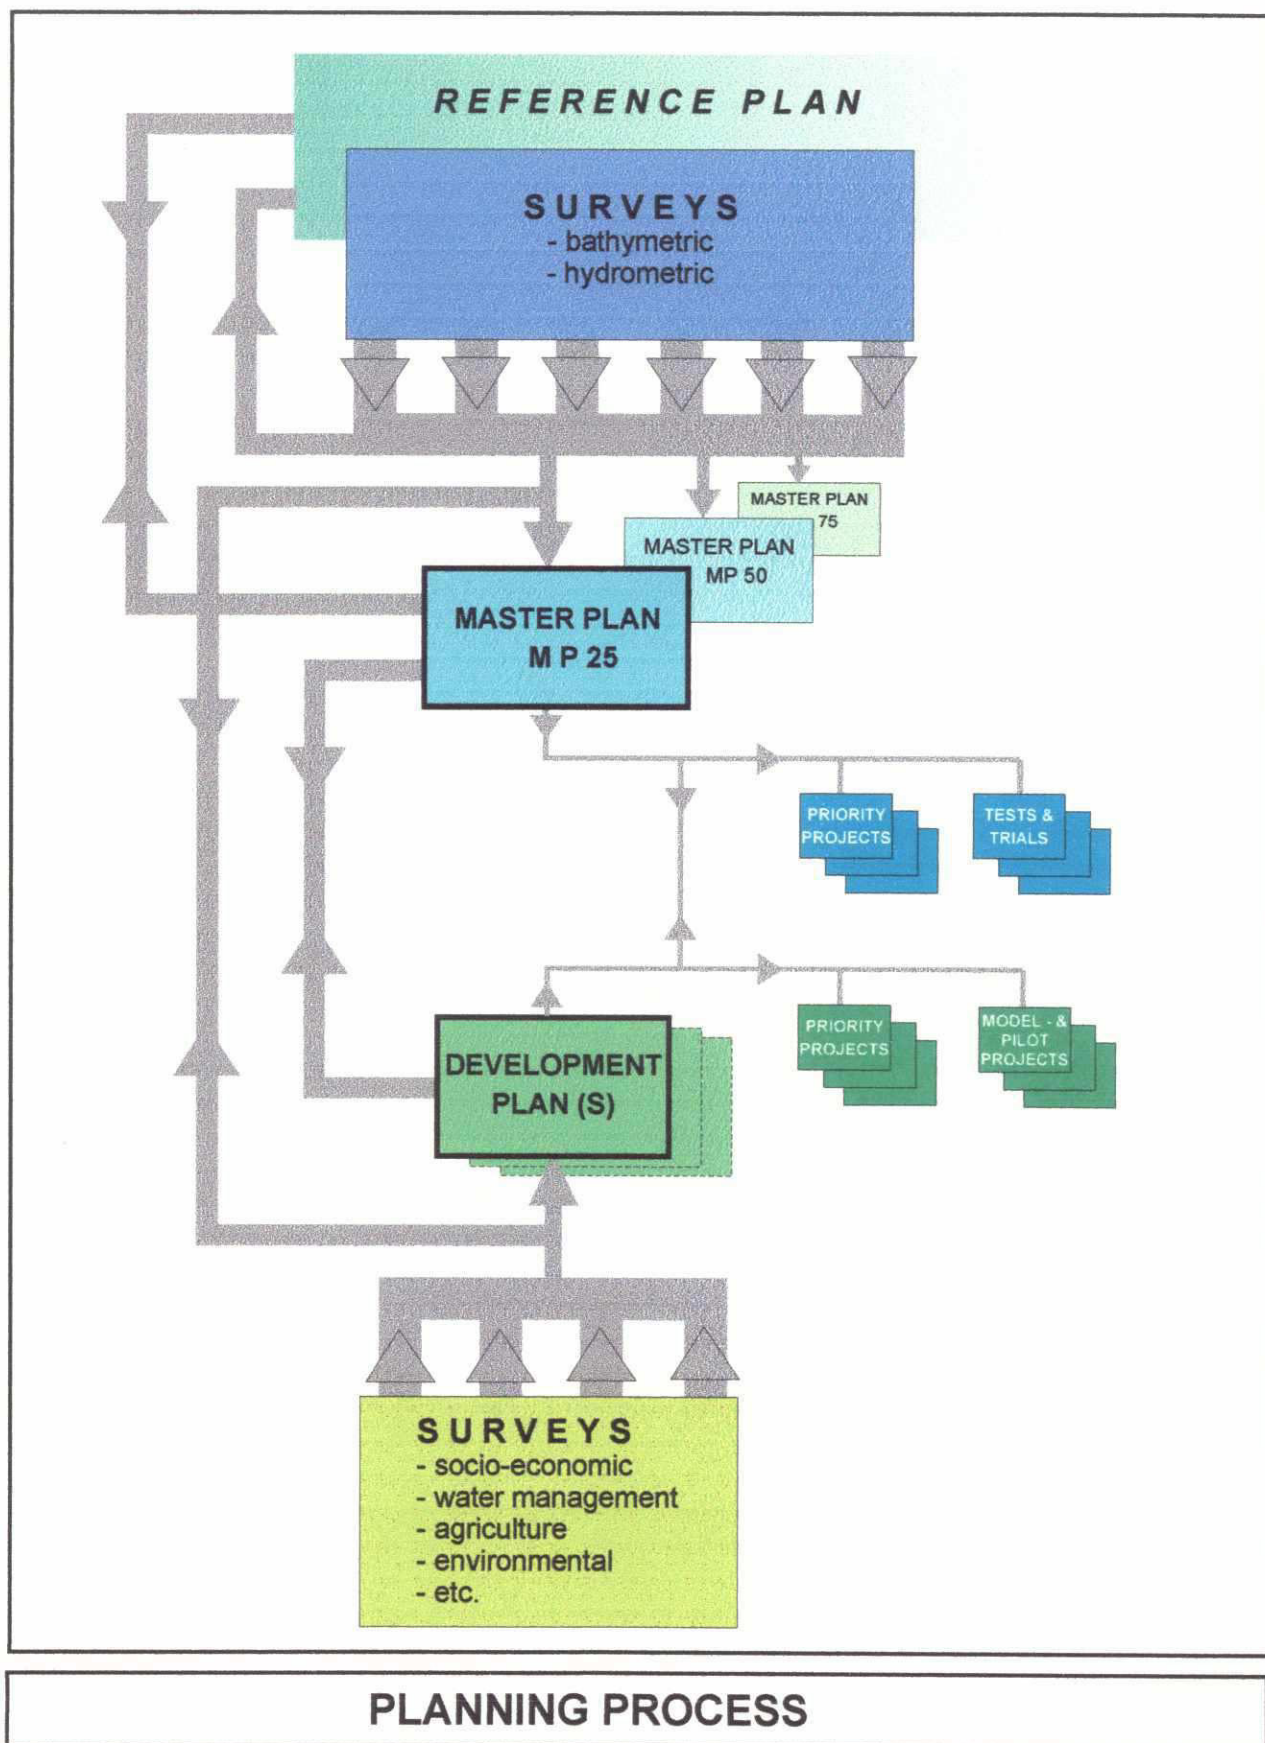 REFERENCE PLAN
SURVEYS
- bathymetric
- hydrometric
MASTER PLAN
75
MASTER PLAN
MP 50
MASTER PLAN
M P 25
PRIORITY
PROJECTS
TESTS &
TRIALS
PRIORITY
PROJECTS
MODEL - &
PILOT
PROJECTS
DEVELOPMENT
PLAN (S)
SURVEYS
- socio-economic
- water management
- agriculture
- environmental
- etc.
PLANNING PROCESS